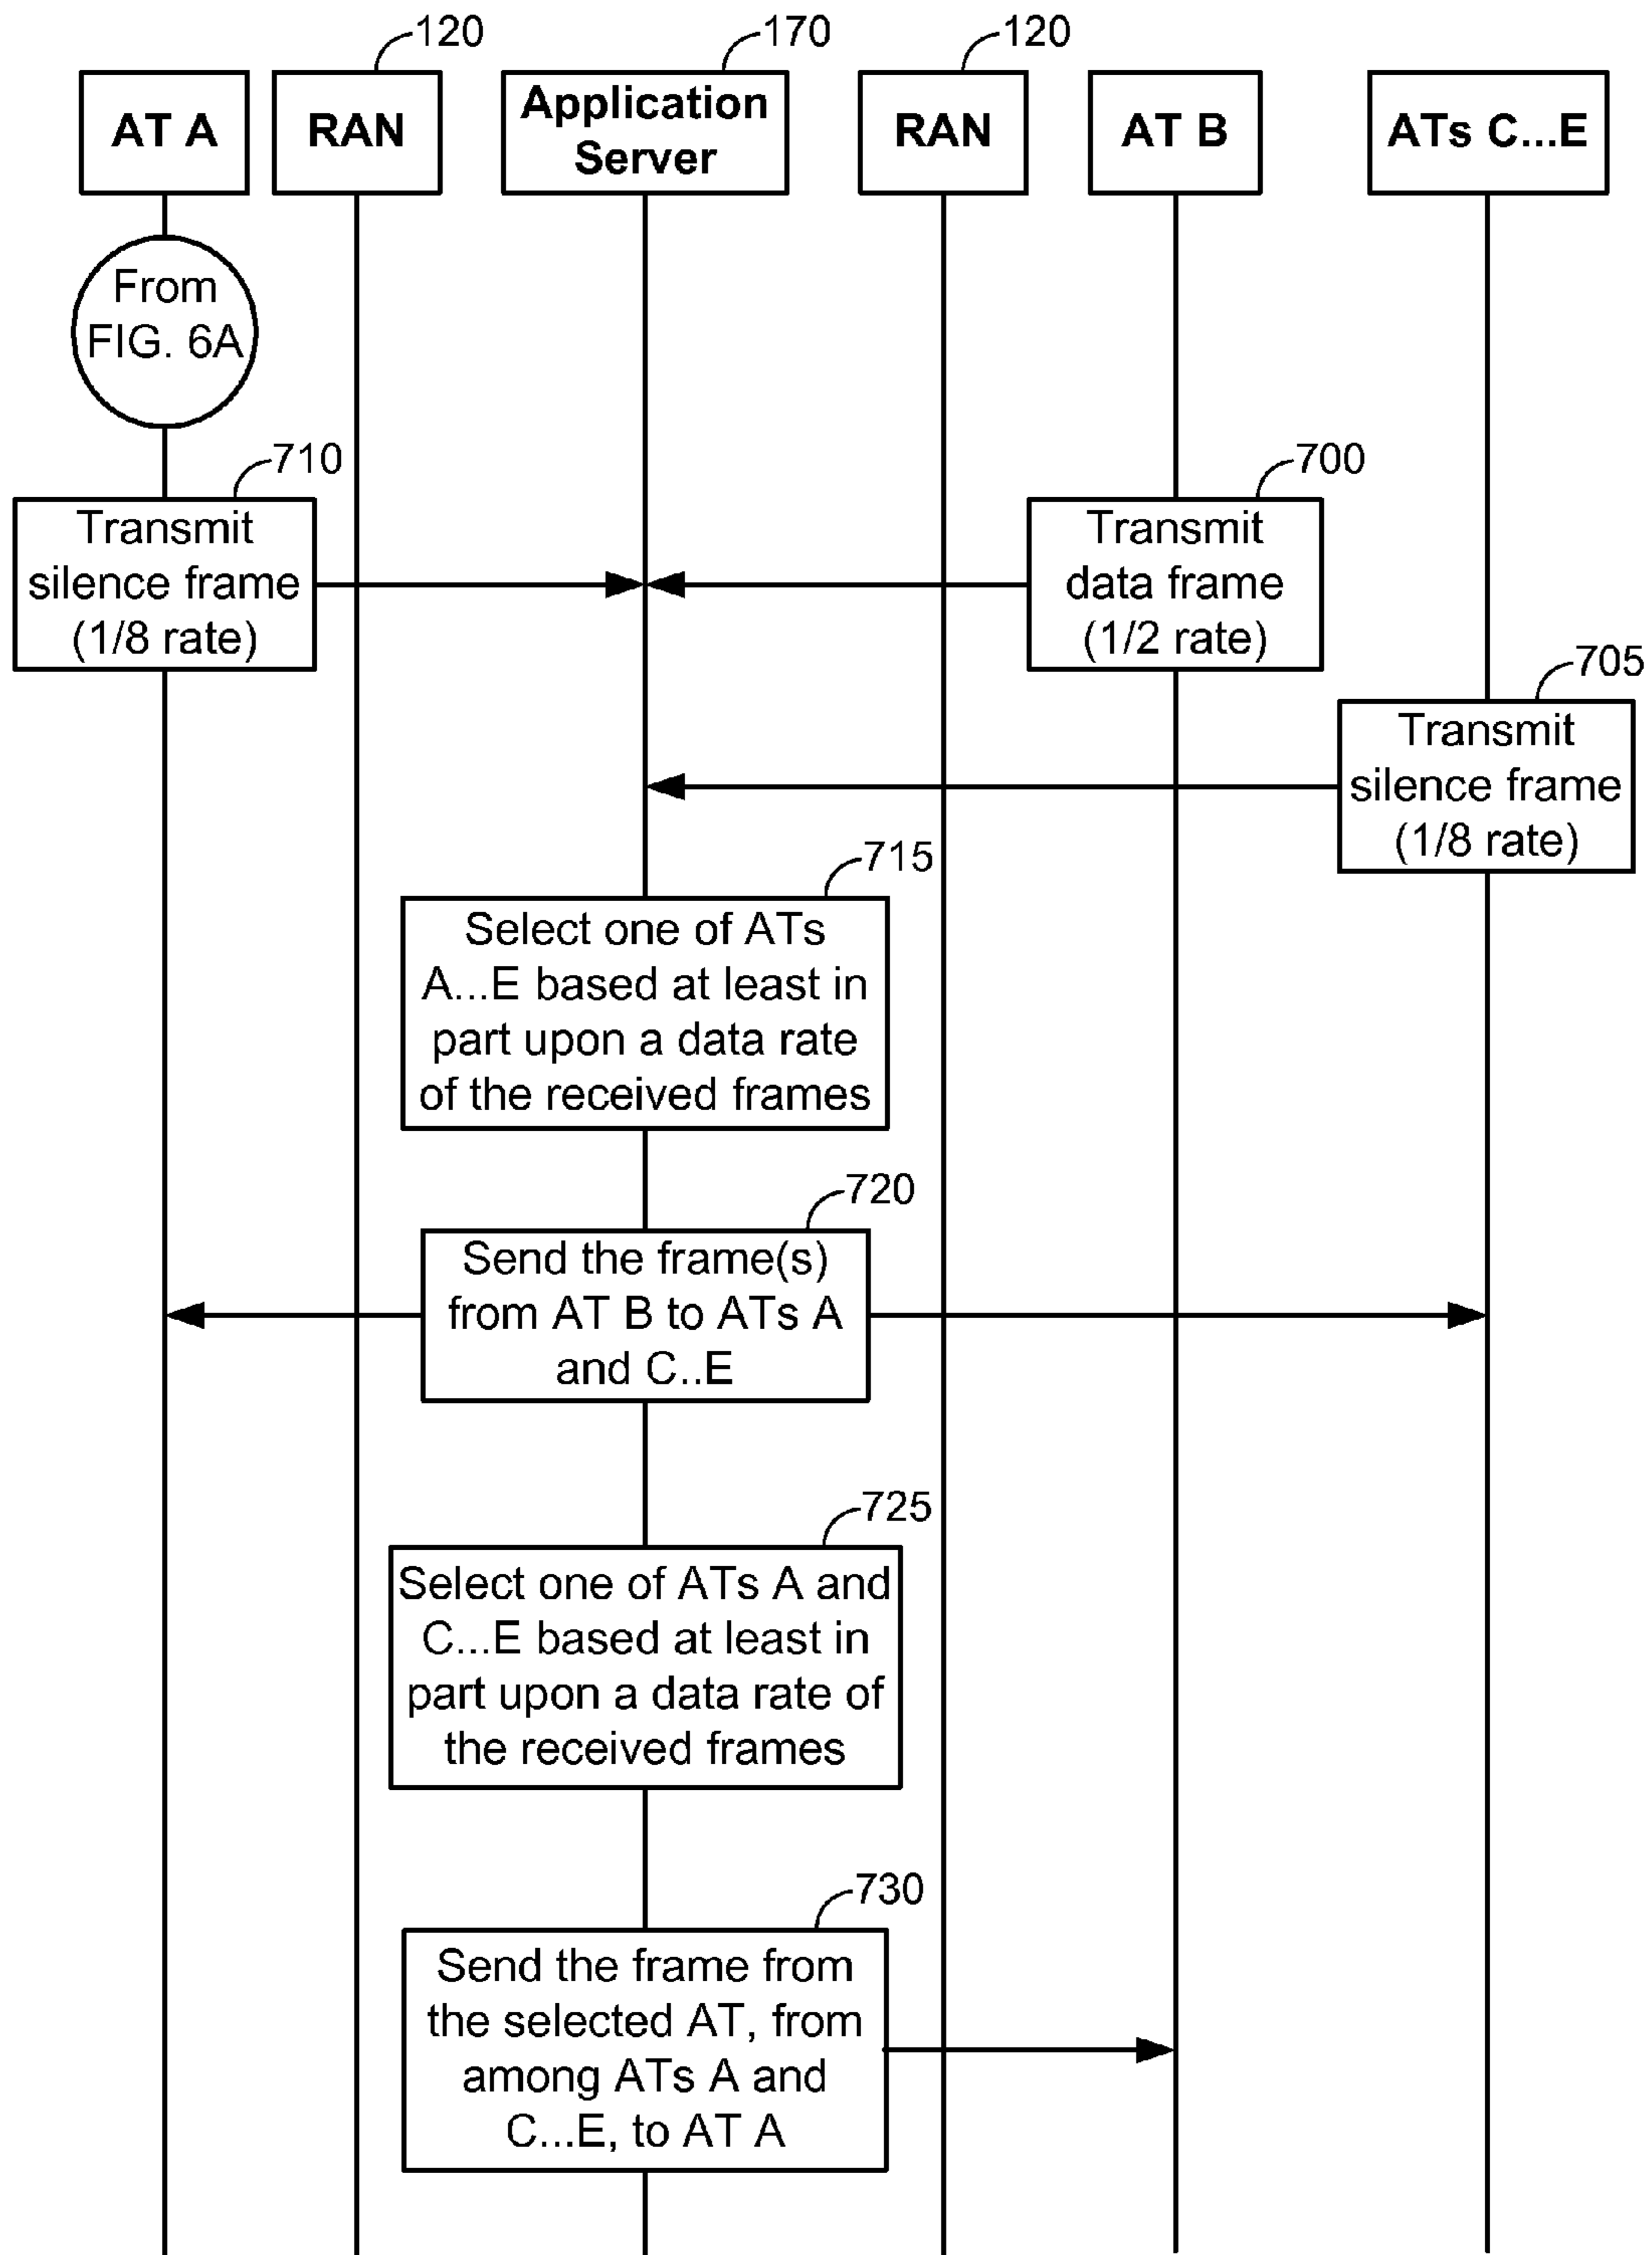 120
170
120
AT A
RAN
Application
Server
RAN
AT B
ATs C...E
From
FIG. 6A
710
Transmit
silence frame
(1/8 rate)
700
Transmit
data frame
(1/2 rate)
705
Transmit
silence frame
(1/8 rate)
715
Select one of ATs
A...E based at least in
part upon a data rate
of the received frames
720
Send the frame(s)
from AT B to ATs A
and C..E
725
Select one of ATs A and
C...E based at least in
part upon a data rate of
the received frames
730
Send the frame from
the selected AT, from
among ATs A and
C...E, to AT A